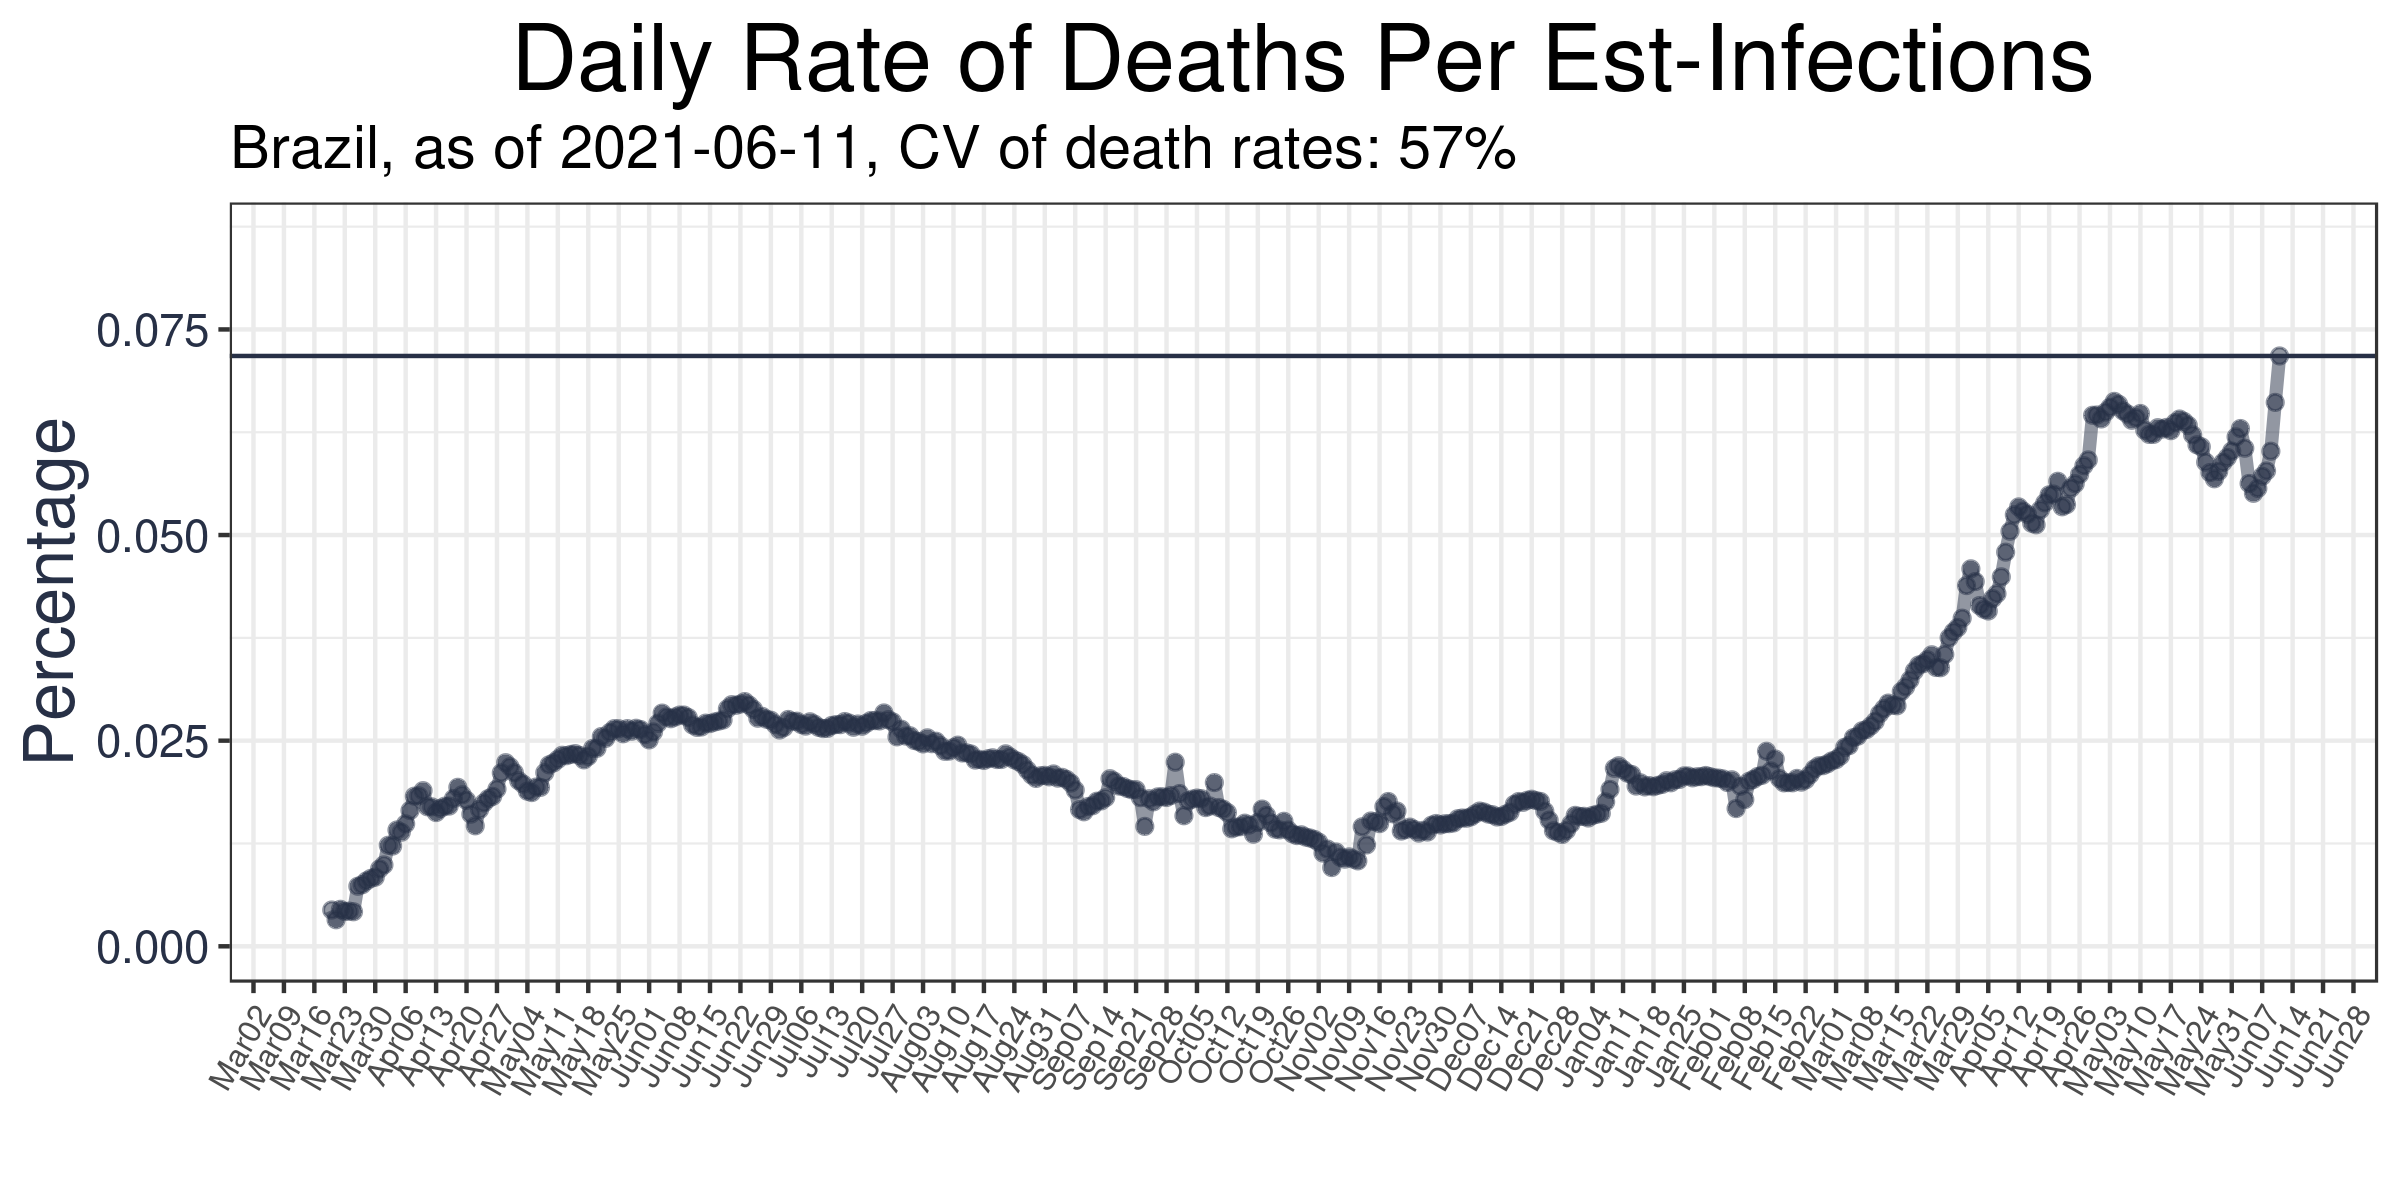 Daily Rate of Deaths Per Est-Infections
Brazil, as of 2021-06-11, CV of death rates: 57%
Percentage
0.075
0.050
0.025
0.000
Mar02
Mar09
Mar16
Mar23
Mar30
Apr06
Apr13
Apr20
Apr27
May04
May11
May18
May25
Jun01
Jun08
Jun15
Jun22
Jun29
Jul06
Jul13
Jul20
Jul27
Aug03
Aug10
Aug17
Aug24
Aug31
Sep07
Sep14
Sep21
Sep28
Oct05
Oct12
Oct19
Oct26
Nov02
Nov09
Nov16
Nov23
Nov30
Dec07
Dec14
Dec21
Dec28
Jan04
Jan11
Jan18
Jan25
Feb01
Feb08
Feb15
Feb22
Mar01
Mar08
Mar15
Mar22
Mar29
Apr05
Apr12
Apr19
Apr26
May03
May10
May17
May24
May31
Jun07
Jun14
Jun21
Jun28